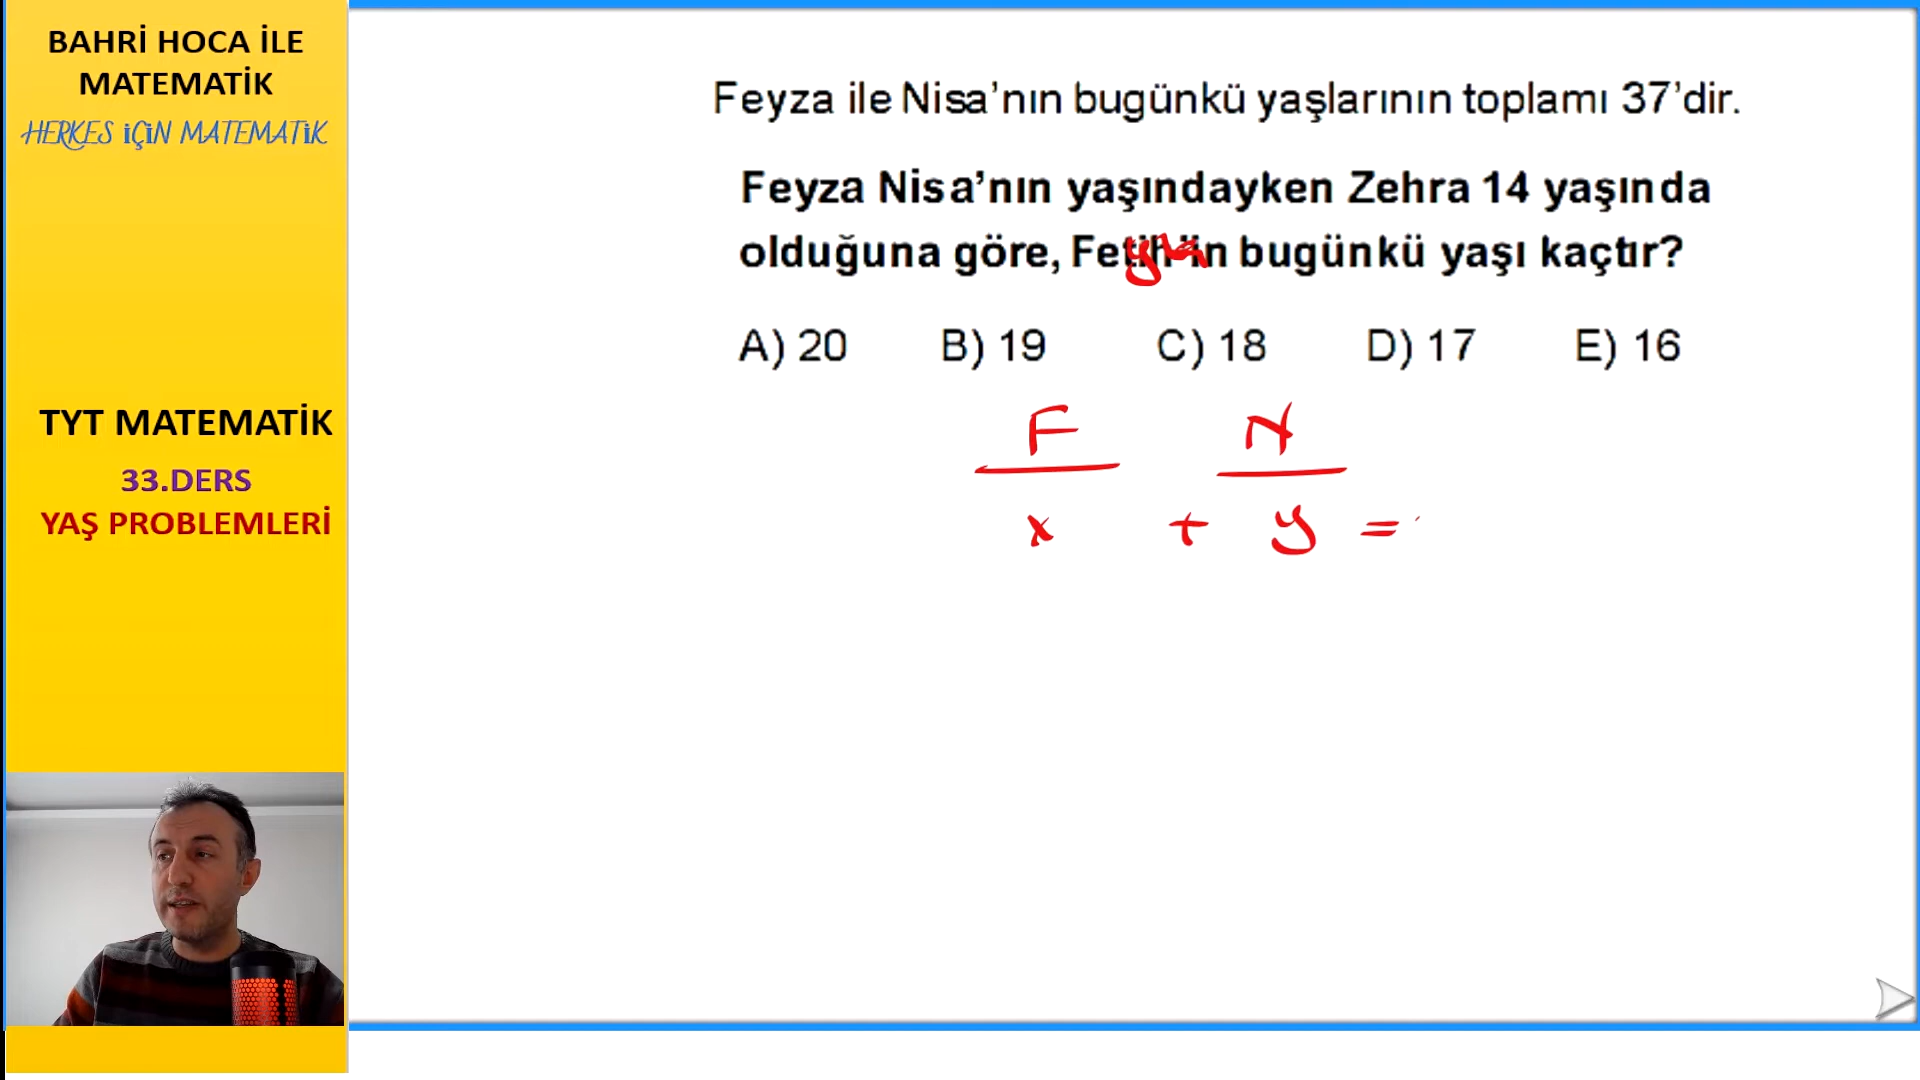 BAHRİ HOCA İLE
MATEMATİK
HERKES İÇİN MATEMATİK
TYT MATEMATİK
33.DERS
YAŞ PROBLEMLERİ
Feyza ile Nisa’nın bugünkü yaşlarının toplamı 37’dir.
Feyza Nisa’nın yaşındayken Zehra 14 yaşında
olduğuna göre, Fetih’in bugünkü yaşı kaçtır?
A) 20 B) 19 C) 18 D) 17 E) 16
F N
x + y =